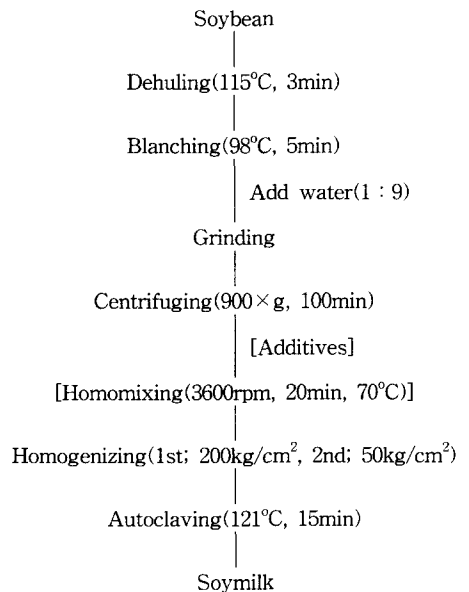 Soybean
Dehuling(115°C, 3min)
Blanching(98°C, 5min)
Add water(1 : 9)
Grinding
Centrifuging(900×g, 100min)
[Additives]
[Homomixing(3600rpm, 20min, 70°C)]
Homogenizing(1st; 200kg/cm², 2nd; 50kg/cm²)
Autoclaving(121°C, 15min)
Soymilk